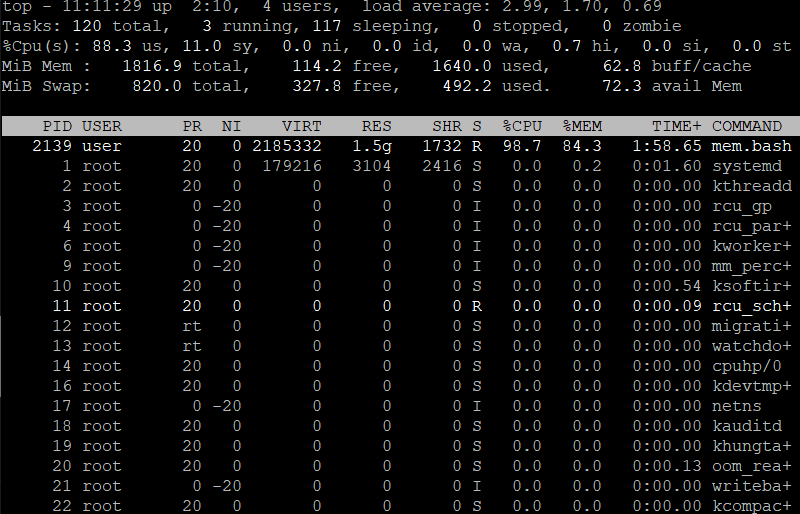 top - 11:11:29 up  2:10,  4 users,  load average: 2.99, 1.70, 0.69
Tasks: 120 total,   3 running, 117 sleeping,   0 stopped,   0 zombie
%Cpu(s): 88.3 us, 11.0 sy,  0.0 ni,  0.0 id,  0.0 wa,  0.7 hi,  0.0 si,  0.0 st
MiB Mem :   1816.9 total,    114.2 free,   1640.0 used,     62.8 buff/cache
MiB Swap:    820.0 total,    327.8 free,    492.2 used.     72.3 avail Mem
PID USER      PR  NI    VIRT    RES    SHR S  %CPU  %MEM     TIME+ COMMAND
2139 user      20   0 2185332   1.5g   1732 R  98.7  84.3   1:58.65 mem.bash
1 root      20   0  179216   3104   2416 S   0.0   0.2   0:01.60 systemd
2 root      20   0       0      0      0 S   0.0   0.0   0:00.00 kthreadd
3 root       0 -20       0      0      0 I   0.0   0.0   0:00.00 rcu_gp
4 root       0 -20       0      0      0 I   0.0   0.0   0:00.00 rcu_par+
6 root       0 -20       0      0      0 I   0.0   0.0   0:00.00 kworker+
9 root       0 -20       0      0      0 I   0.0   0.0   0:00.00 mm_perc+
10 root      20   0       0      0      0 S   0.0   0.0   0:00.54 ksoftir+
11 root      20   0       0      0      0 R   0.0   0.0   0:00.09 rcu_sch+
12 root      rt   0       0      0      0 S   0.0   0.0   0:00.00 migrati+
13 root      rt   0       0      0      0 S   0.0   0.0   0:00.00 watchdo+
14 root      20   0       0      0      0 S   0.0   0.0   0:00.00 cpuhp/0
16 root      20   0       0      0      0 S   0.0   0.0   0:00.00 kdevtmp+
17 root       0 -20       0      0      0 I   0.0   0.0   0:00.00 netns
18 root      20   0       0      0      0 S   0.0   0.0   0:00.00 kauditd
19 root      20   0       0      0      0 S   0.0   0.0   0:00.00 khungta+
20 root      20   0       0      0      0 S   0.0   0.0   0:00.13 oom_rea+
21 root       0 -20       0      0      0 I   0.0   0.0   0:00.00 writeba+
22 root      20   0       0      0      0 S   0.0   0.0   0:00.00 kcompac+